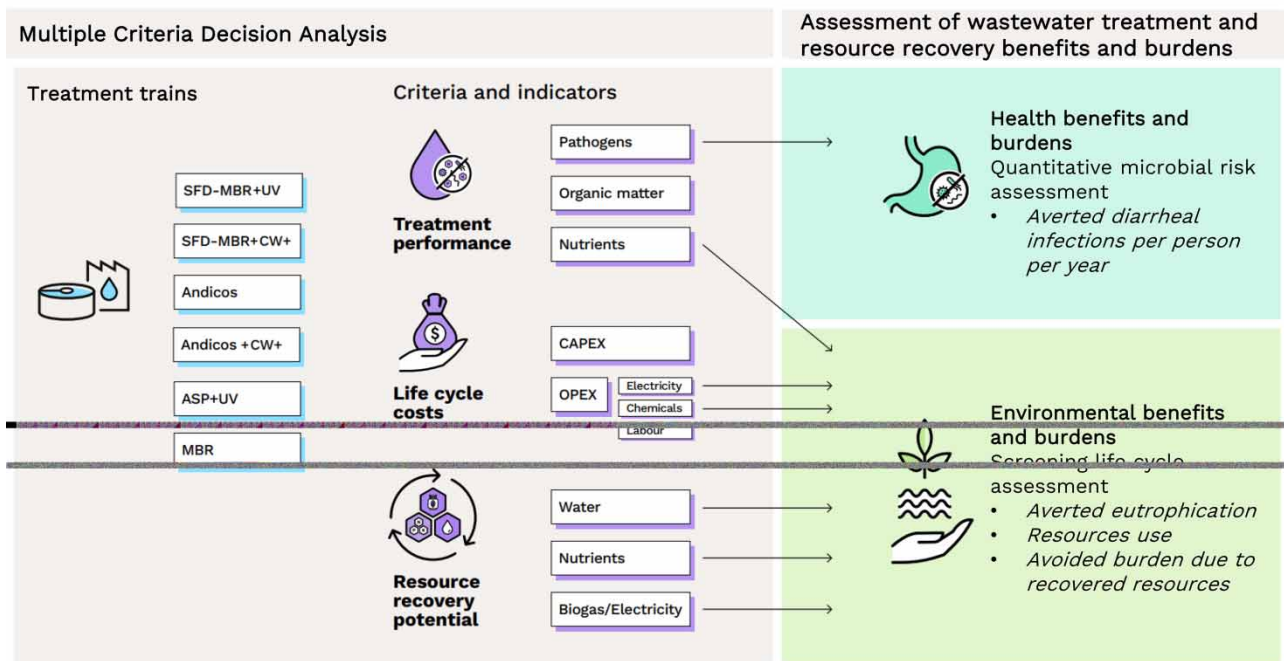 Multiple Criteria Decision Analysis
Assessment of wastewater treatment and
resource recovery benefits and burdens
Treatment trains
SFD-MBR+UV
SFD-MBR+CW+
Andicos
Andicos +CW+
ASP+UV
MBR
Criteria and indicators
Treatment
performance
Pathogens
Organic matter
Nutrients
Life cycle
costs
CAPEX
OPEX
Electricity
Chemicals
Labour
Resource
recovery
potential
Water
Nutrients
Biogas/Electricity
Health benefits and
burdens
Quantitative microbial risk
assessment
• Averted diarrheal
infections per person
per year
Environmental benefits
and burdens
Screening life cycle
assessment
• Averted eutrophication
• Resources use
• Avoided burden due to
recovered resources